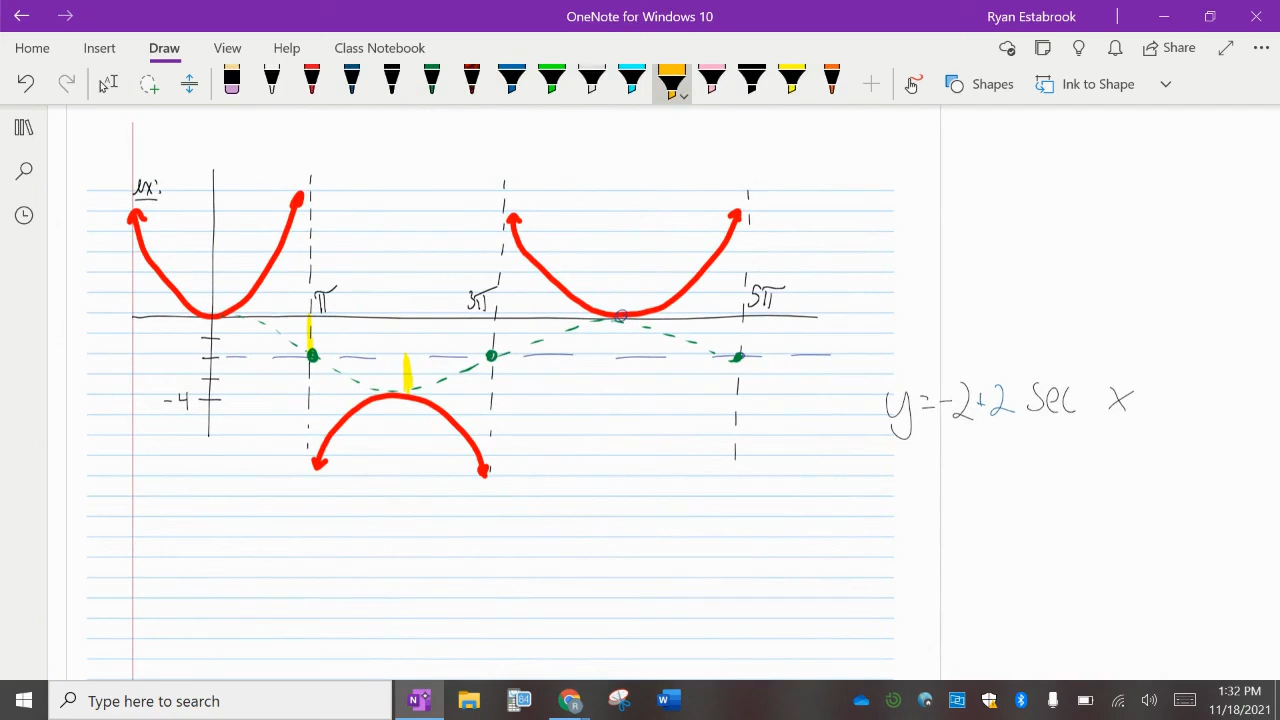 OneNote for Windows 10
Ryan Estabrook
Home Insert Draw View Help Class Notebook
Share
Shapes
Ink to Shape
84
ex:
π 3π 5π
-4
y=-2+2 sec x
Type here to search
1:32 PM
11/18/2021